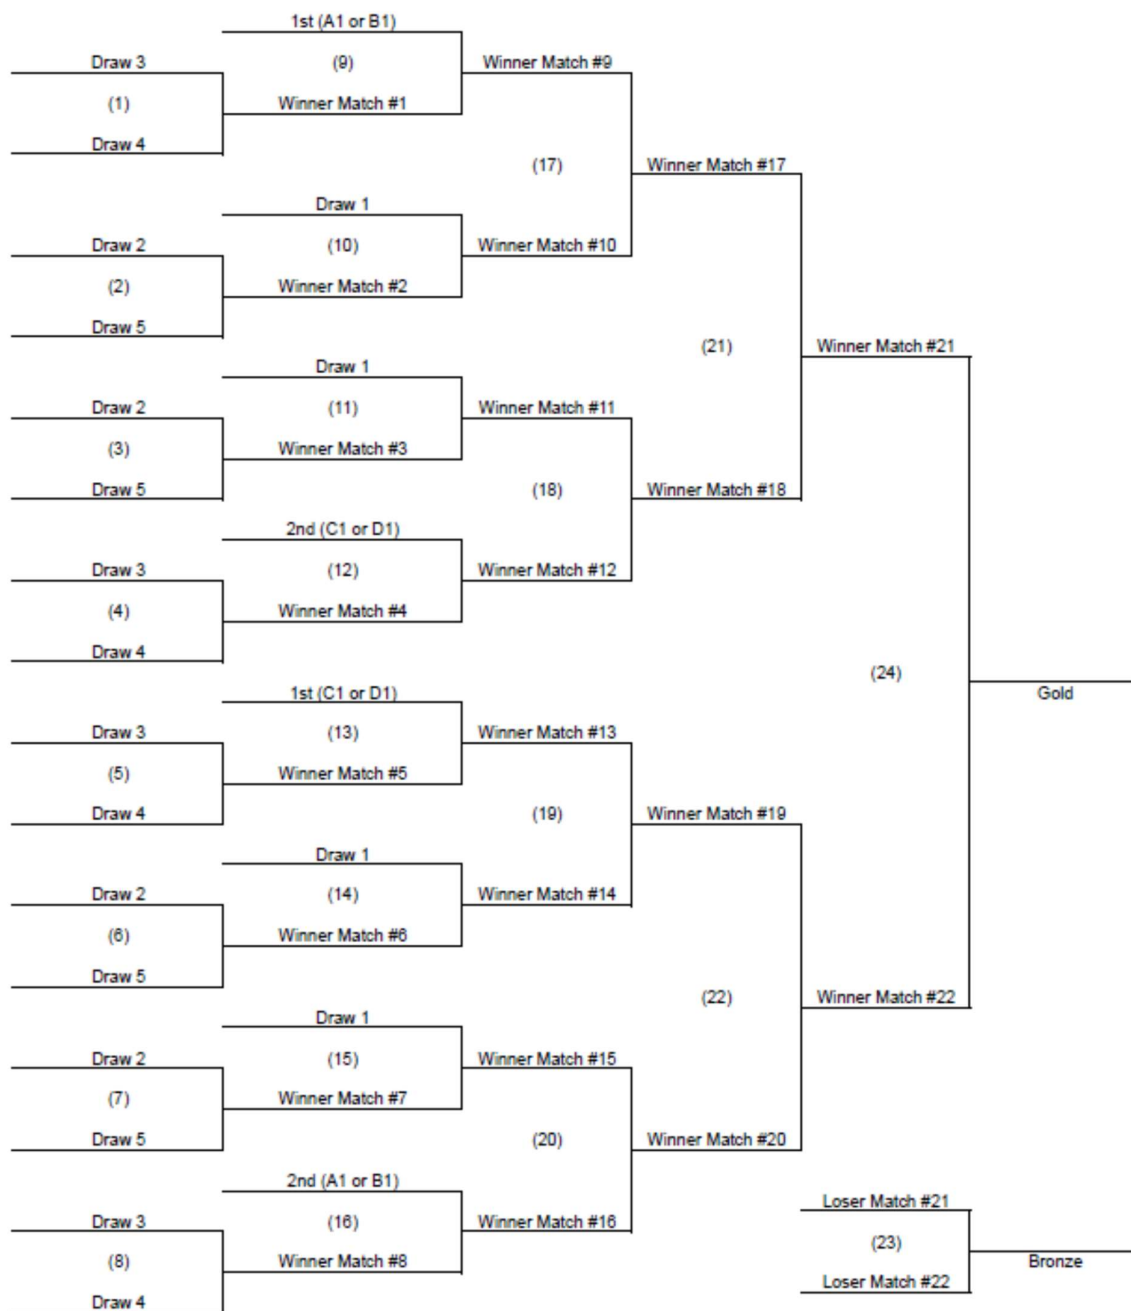 1st (A1 or B1)
Draw 3
(9)
Winner Match #9
(1)
Winner Match #1
Draw 4
(17)
Winner Match #17
Draw 1
Draw 2
(10)
Winner Match #10
(2)
Winner Match #2
Draw 5
(21)
Winner Match #21
Draw 1
Draw 2
(11)
Winner Match #11
(3)
Winner Match #3
Draw 5
(18)
Winner Match #18
2nd (C1 or D1)
Draw 3
(12)
Winner Match #12
(4)
Winner Match #4
Draw 4
(24)
Gold
1st (C1 or D1)
Draw 3
(13)
Winner Match #13
(5)
Winner Match #5
Draw 4
(19)
Winner Match #19
Draw 1
Draw 2
(14)
Winner Match #14
(6)
Winner Match #6
Draw 5
(22)
Winner Match #22
Draw 1
Draw 2
(15)
Winner Match #15
(7)
Winner Match #7
Draw 5
(20)
Winner Match #20
2nd (A1 or B1)
Draw 3
(16)
Winner Match #16
(8)
Winner Match #8
Draw 4
Loser Match #21
(23)
Bronze
Loser Match #22